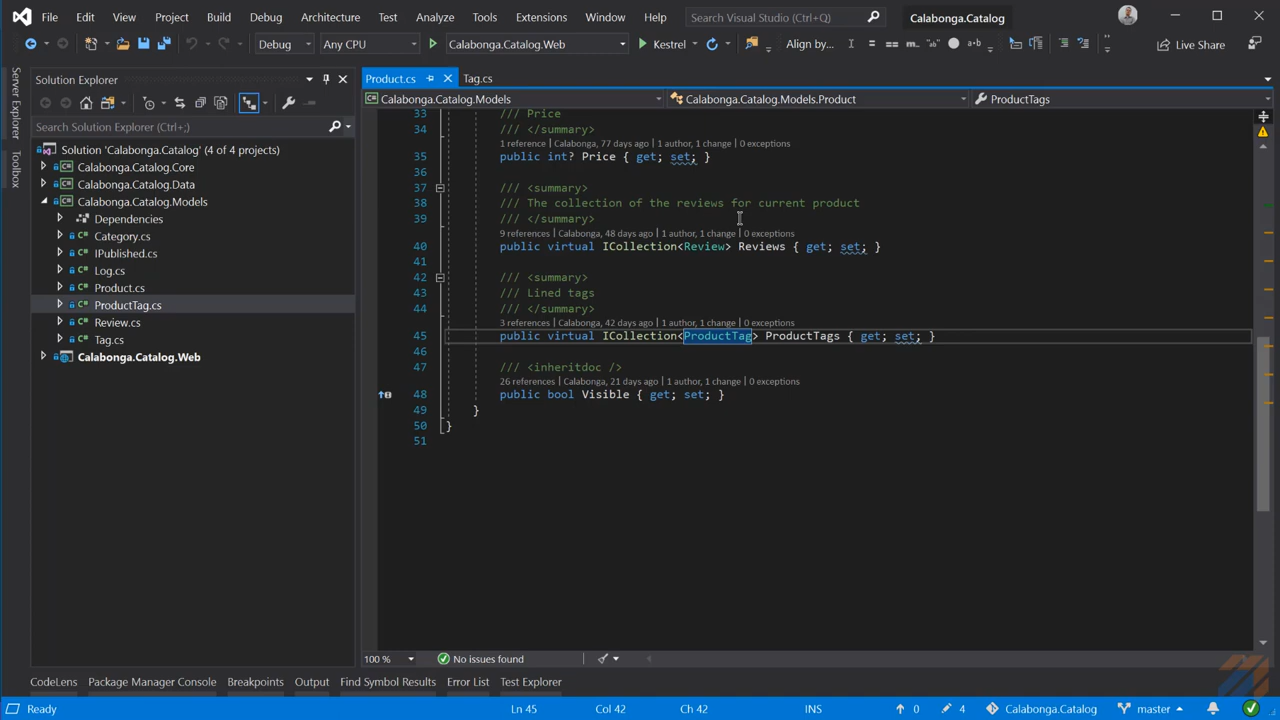 File Edit View Project Build Debug Architecture Test Analyze Tools Extensions Window Help Search Visual Studio (Ctrl+Q) Calabonga.Catalog
Debug Any CPU Calabonga.Catalog.Web Kestrel Align by... Live Share
Server Explorer
Toolbox
Solution Explorer
Search Solution Explorer (Ctrl+;)
Solution 'Calabonga.Catalog' (4 of 4 projects)
Calabonga.Catalog.Core
Calabonga.Catalog.Data
Calabonga.Catalog.Models
Dependencies
Category.cs
IPublished.cs
Log.cs
Product.cs
ProductTag.cs
Review.cs
Tag.cs
Calabonga.Catalog.Web
Product.cs Tag.cs
Calabonga.Catalog.Models Calabonga.Catalog.Models.Product ProductTags
33 /// Price
34 /// </summary>
1 reference | Calabonga, 77 days ago | 1 author, 1 change | 0 exceptions
35 public int? Price { get; set; }
36
37 /// <summary>
38 /// The collection of the reviews for current product
39 /// </summary>
9 references | Calabonga, 48 days ago | 1 author, 1 change | 0 exceptions
40 public virtual ICollection<Review> Reviews { get; set; }
41
42 /// <summary>
43 /// Lined tags
44 /// </summary>
3 references | Calabonga, 42 days ago | 1 author, 1 change | 0 exceptions
45 public virtual ICollection<ProductTag> ProductTags { get; set; }
46
47 /// <inheritdoc />
26 references | Calabonga, 21 days ago | 1 author, 1 change | 0 exceptions
48 public bool Visible { get; set; }
49 }
50 }
51
100 % No issues found
CodeLens Package Manager Console Breakpoints Output Find Symbol Results Error List Test Explorer
Ready Ln 45 Col 42 Ch 42 INS 0 4 Calabonga.Catalog master